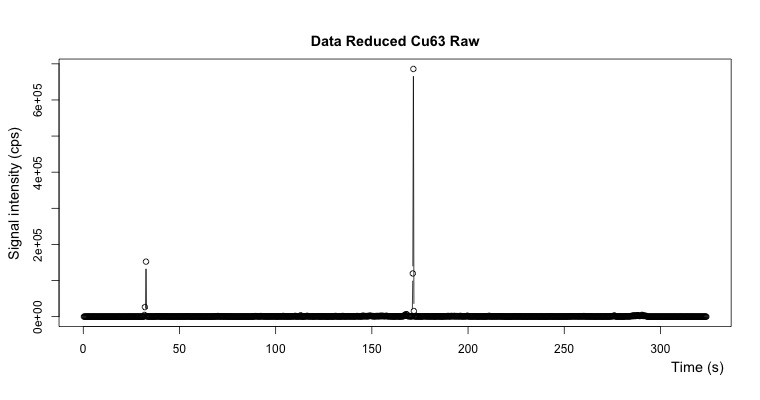 Data Reduced Cu63 Raw
Signal intensity (cps)
6e+05
4e+05
2e+05
0e+00
0 50 100 150 200 250 300
Time (s)